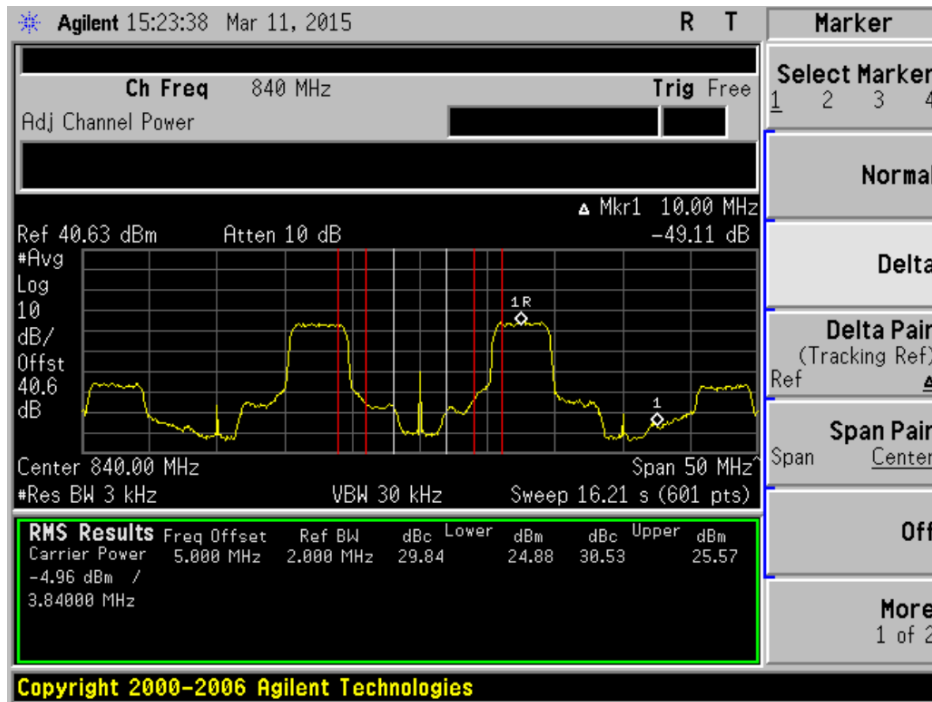 Agilent 15:23:38 Mar 11, 2015 R T
Ch Freq 840 MHz Trig Free
Adj Channel Power
Δ Mkr1 10.00 MHz
Ref 40.63 dBm Atten 10 dB -49.11 dB
#Avg
Log
10
dB/
Offst
40.6
dB
1R
1
Center 840.00 MHz Span 50 MHz^
#Res BW 3 kHz VBW 30 kHz Sweep 16.21 s (601 pts)
RMS Results Freq Offset Ref BW dBc Lower dBm dBc Upper dBm
Carrier Power 5.000 MHz 2.000 MHz 29.84 24.88 30.53 25.57
-4.96 dBm /
3.84000 MHz
Copyright 2000-2006 Agilent Technologies
Marker
Select Marker
1 2 3 4
Normal
Delta
Delta Pair
(Tracking Ref)
Ref Δ
Span Pair
Span Center
Off
More
1 of 2